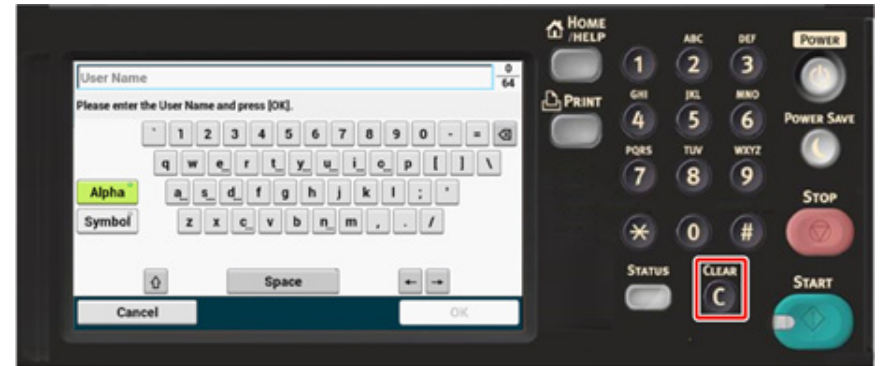 User Name
0
64
Please enter the User Name and press [OK].
` 1 2 3 4 5 6 7 8 9 0 - =
q w e r t y u i o p [ ] \
Alpha a s d f g h j k l ; '
Symbol z x c v b n m , . /
Space ← →
Cancel OK
HOME
/HELP
PRINT
ABC DEF
1 2 3
GHI JKL MNO
4 5 6
PQRS TUV WXYZ
7 8 9
* 0 #
STATUS CLEAR
C
POWER
POWER SAVE
STOP
START